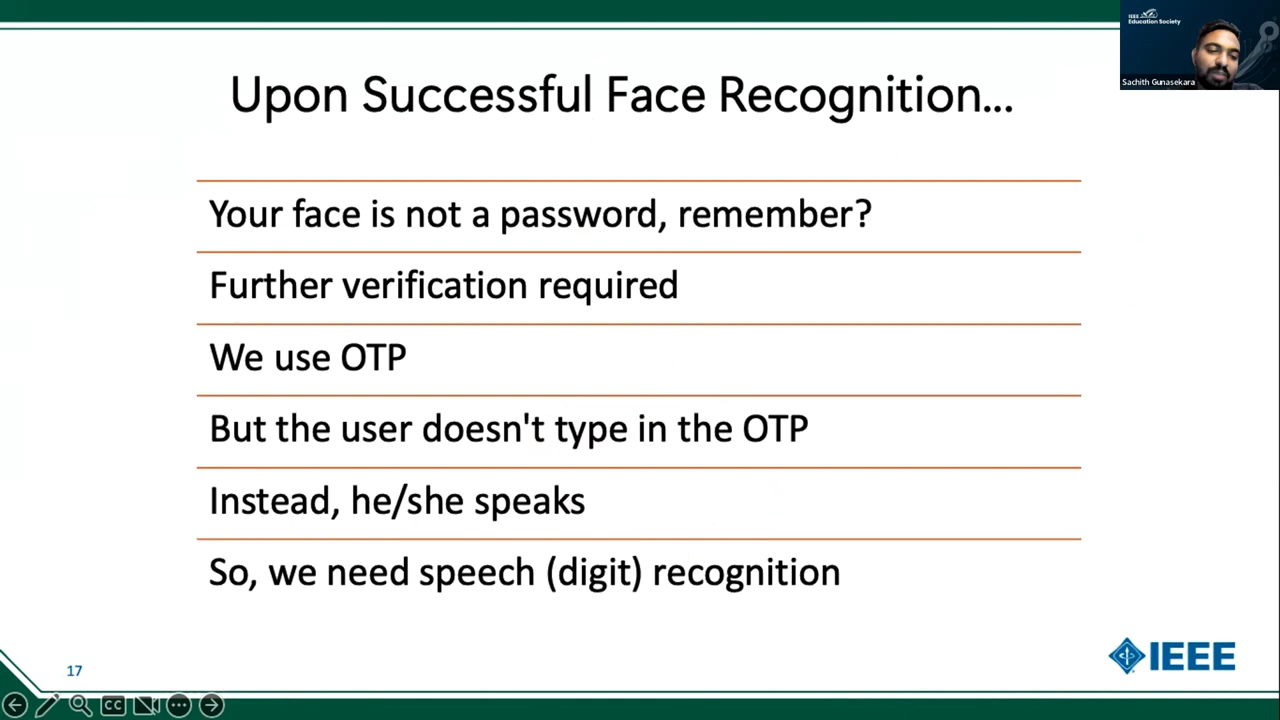 IEEE
Education Society
Sachith Gunasekara
Upon Successful Face Recognition...
Your face is not a password, remember?
Further verification required
We use OTP
But the user doesn't type in the OTP
Instead, he/she speaks
So, we need speech (digit) recognition
17
IEEE
CC